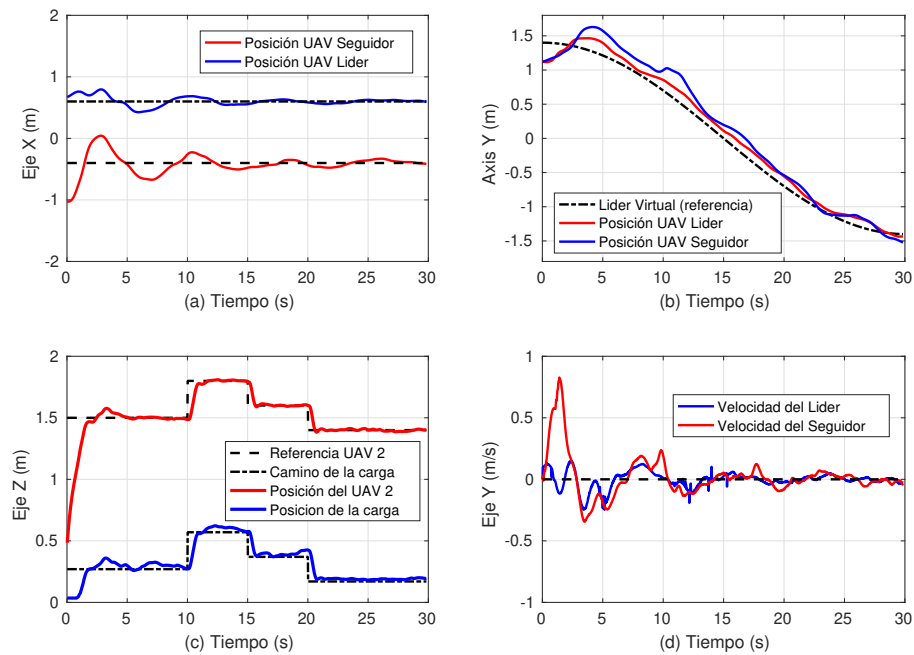 2
1
0
-1
-2
Eje X (m)
Posición UAV Seguidor
Posición UAV Lider
0 5 10 15 20 25 30
(a) Tiempo (s)
1.5
1
0.5
0
-0.5
-1
-1.5
Axis Y (m)
Lider Virtual (referencia)
Posición UAV Lider
Posición UAV Seguidor
0 5 10 15 20 25 30
(b) Tiempo (s)
2
1.5
1
0.5
0
Eje Z (m)
Referencia UAV 2
Camino de la carga
Posición del UAV 2
Posicion de la carga
0 5 10 15 20 25 30
(c) Tiempo (s)
1
0.5
0
-0.5
-1
Eje Y (m/s)
Velocidad del Lider
Velocidad del Seguidor
0 5 10 15 20 25 30
(d) Tiempo (s)